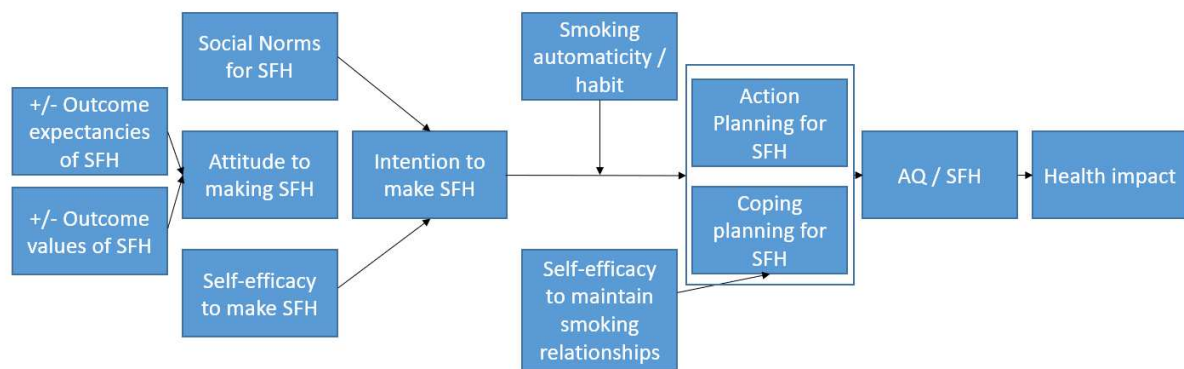 Social Norms
for SFH
Smoking
automaticity /
habit
+/- Outcome
expectancies
of SFH
Action
Planning for
SFH
Attitude to
making SFH
Intention to
make SFH
AQ / SFH
Health impact
+/- Outcome
values of SFH
Coping
planning for
SFH
Self-efficacy
to make SFH
Self-efficacy
to maintain
smoking
relationships